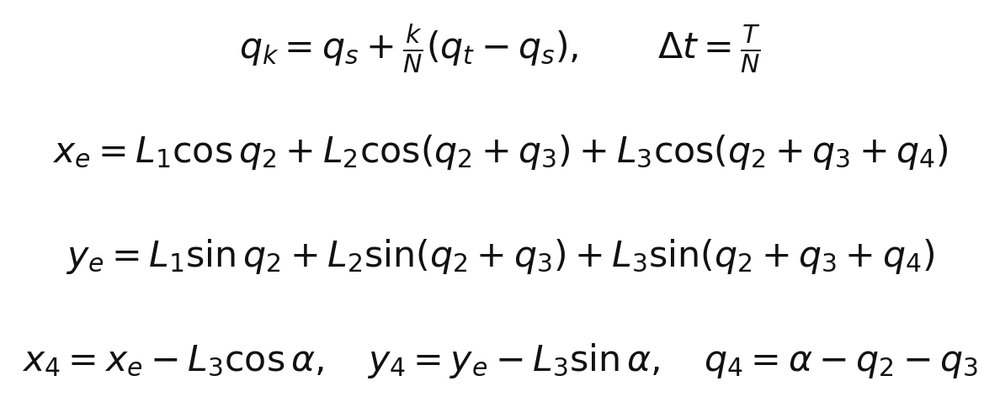 $q_k = q_s + \frac{k}{N}(q_t - q_s), \qquad \Delta t = \frac{T}{N}$
$x_e = L_1 \cos q_2 + L_2 \cos(q_2 + q_3) + L_3 \cos(q_2 + q_3 + q_4)$
$y_e = L_1 \sin q_2 + L_2 \sin(q_2 + q_3) + L_3 \sin(q_2 + q_3 + q_4)$
$x_4 = x_e - L_3 \cos \alpha, \quad y_4 = y_e - L_3 \sin \alpha, \quad q_4 = \alpha - q_2 - q_3$